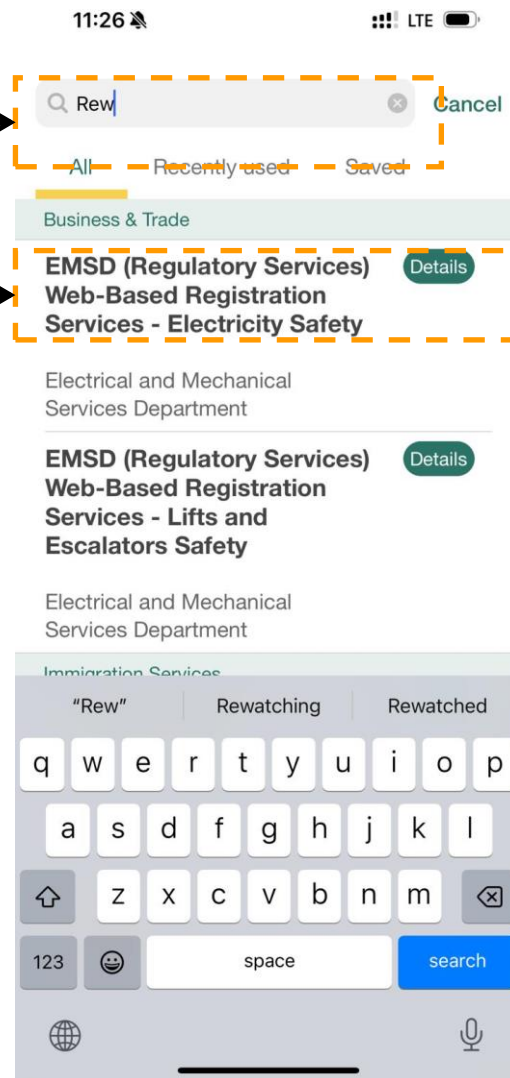 11:26
LTE
Rew
Cancel
All Recently used Saved
Business & Trade
EMSD (Regulatory Services) Details
Web-Based Registration
Services - Electricity Safety
Electrical and Mechanical
Services Department
EMSD (Regulatory Services) Details
Web-Based Registration
Services - Lifts and
Escalators Safety
Electrical and Mechanical
Services Department
Immigration Services
“Rew” Rewatching Rewatched
q w e r t y u i o p
a s d f g h j k l
z x c v b n m
123 space search